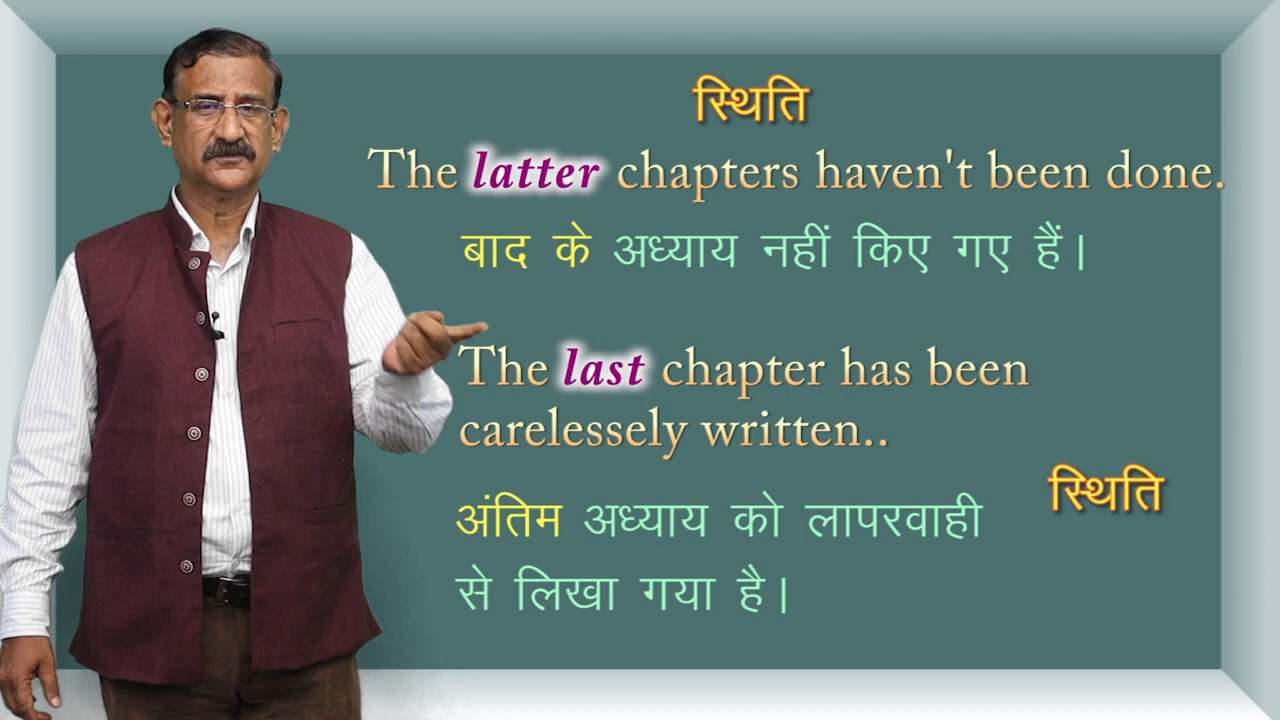 स्थिति
The latter chapters haven't been done.
बाद के अध्याय नहीं किए गए हैं।
The last chapter has been
carelessely written..
स्थिति
अंतिम अध्याय को लापरवाही
से लिखा गया है।